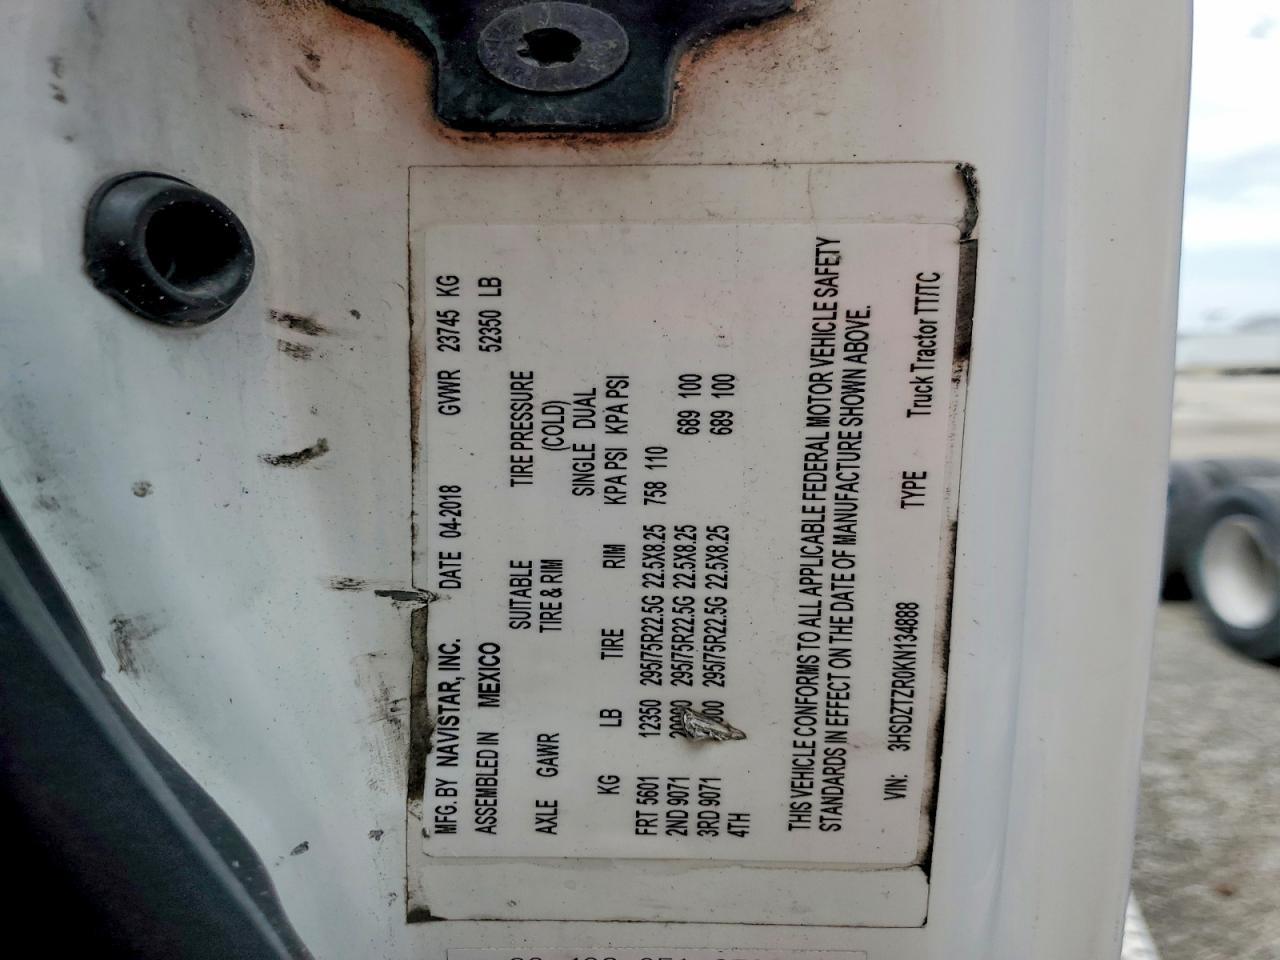 MFG. BY NAVISTAR, INC. DATE 04-2018 GVWR 23745 KG
ASSEMBLED IN MEXICO 52350 LB
SUITABLE TIRE PRESSURE
AXLE GAWR TIRE & RIM (COLD)
SINGLE DUAL
KG LB TIRE RIM KPA PSI KPA PSI
FRT 5601 12350 295/75R22.5G 22.5X8.25 758 110
2ND 9071 295/75R22.5G 22.5X8.25 689 100
3RD 9071 295/75R22.5G 22.5X8.25 689 100
4TH
THIS VEHICLE CONFORMS TO ALL APPLICABLE FEDERAL MOTOR VEHICLE SAFETY
STANDARDS IN EFFECT ON THE DATE OF MANUFACTURE SHOWN ABOVE.
VIN: 3HSDZTZR0KN134888 TYPE Truck Tractor TT/TC